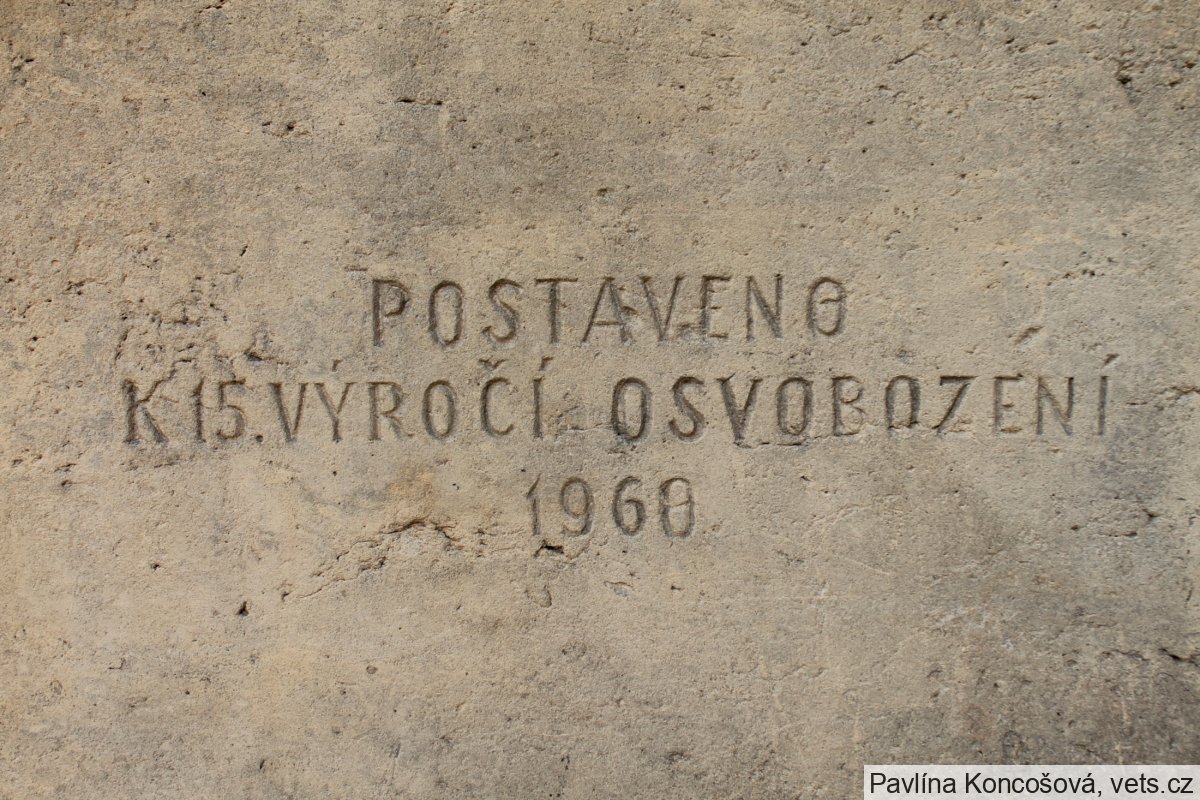 POSTAVENO
K 15. VÝROČÍ OSVOBOZENÍ
1960
Pavlína Koncošová, vets.cz